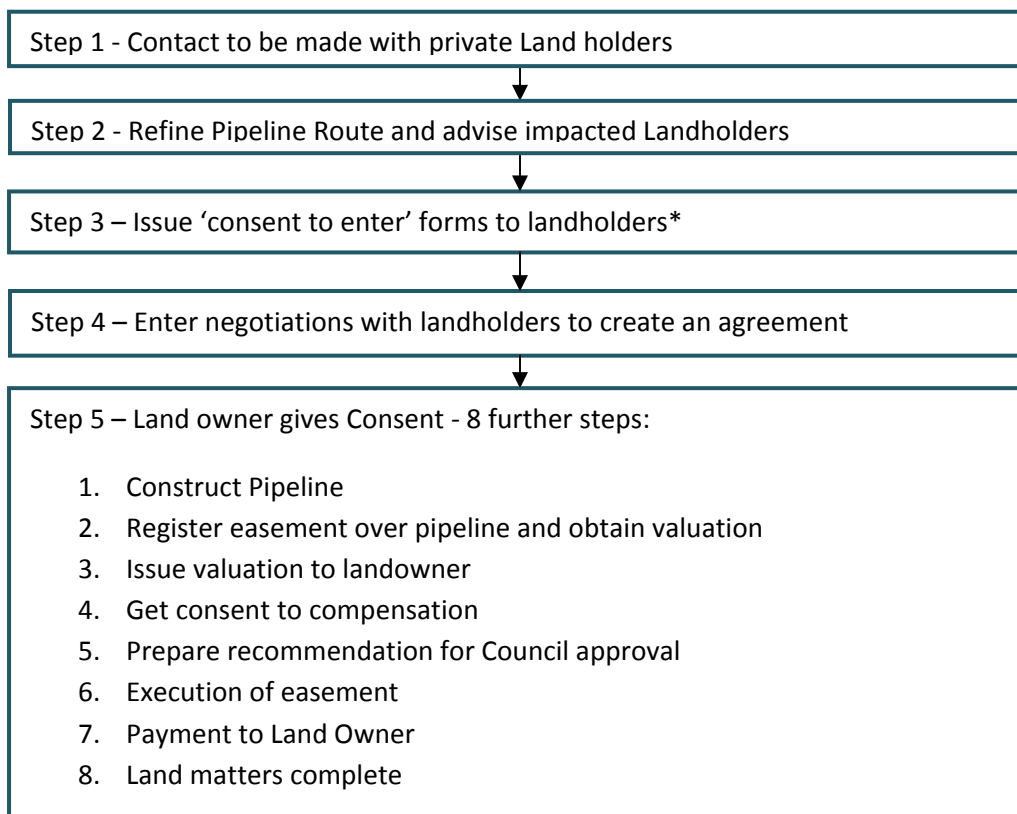 Step 1 - Contact to be made with private Land holders
Step 2 - Refine Pipeline Route and advise impacted Landholders
Step 3 – Issue ‘consent to enter’ forms to landholders*
Step 4 – Enter negotiations with landholders to create an agreement
Step 5 – Land owner gives Consent - 8 further steps:
1. Construct Pipeline
2. Register easement over pipeline and obtain valuation
3. Issue valuation to landowner
4. Get consent to compensation
5. Prepare recommendation for Council approval
6. Execution of easement
7. Payment to Land Owner
8. Land matters complete